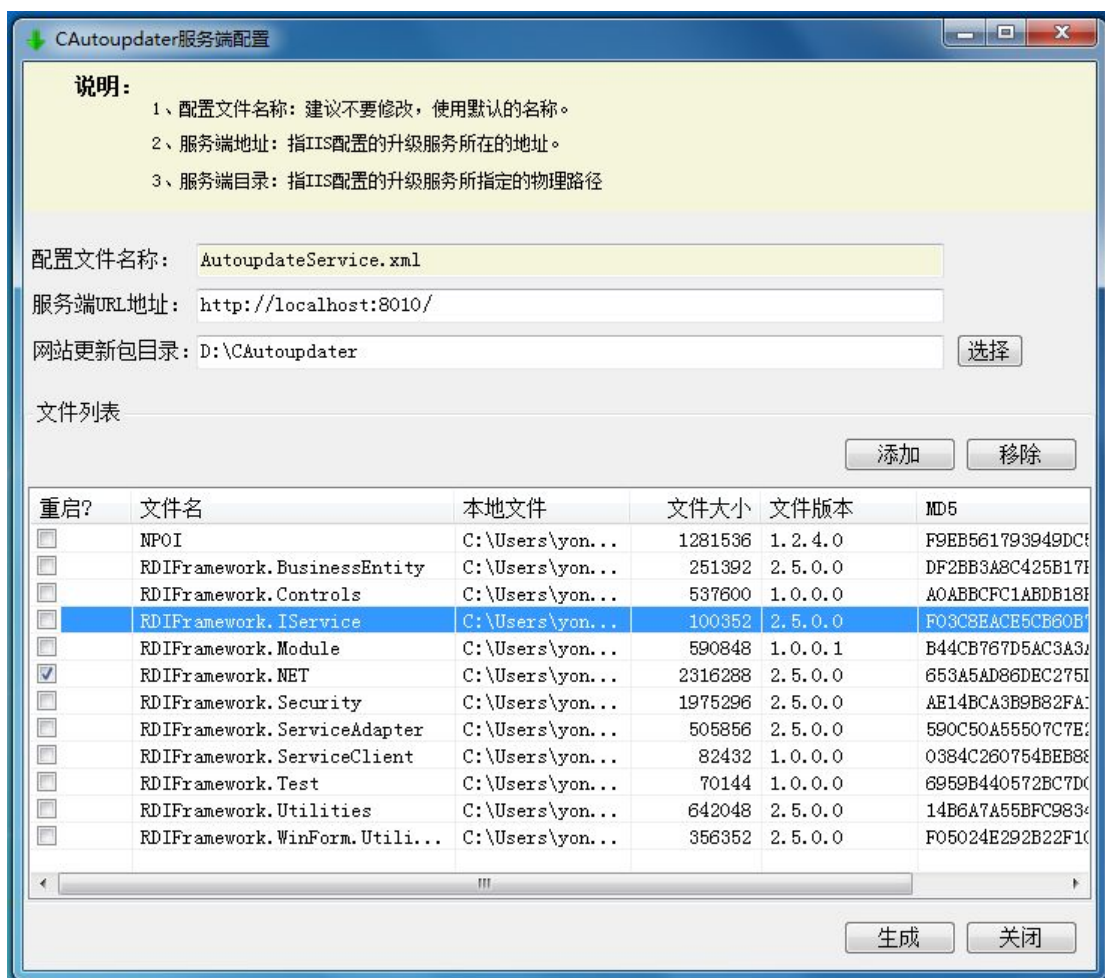 CAutoupdater服务端配置
说明：
1、配置文件名称：建议不要修改，使用默认的名称。
2、服务端地址：指IIS配置的升级服务所在的地址。
3、服务端目录：指IIS配置的升级服务所指定的物理路径
配置文件名称： AutoupdateService.xml
服务端URL地址： http://localhost:8010/
网站更新包目录： D:\CAutoupdater 选择
文件列表
添加 移除
重启? 文件名 本地文件 文件大小 文件版本 MD5
NPOI C:\Users\yon... 1281536 1.2.4.0 F9EB561793949DC5
RDIFramework.BusinessEntity C:\Users\yon... 251392 2.5.0.0 DF2BB3A8C425B17
RDIFramework.Controls C:\Users\yon... 537600 1.0.0.0 A0ABBCFC1ABDB18
RDIFramework.IService C:\Users\yon... 100352 2.5.0.0 F03C8EACE5CB60B
RDIFramework.Module C:\Users\yon... 590848 1.0.0.1 B44CB767D5AC3A3
RDIFramework.NET C:\Users\yon... 2316288 2.5.0.0 653A5AD86DEC275
RDIFramework.Security C:\Users\yon... 1975296 2.5.0.0 AE14BCA3B9B82FA
RDIFramework.ServiceAdapter C:\Users\yon... 505856 2.5.0.0 590C50A55507C7E
RDIFramework.ServiceClient C:\Users\yon... 82432 1.0.0.0 0384C260754BEB8
RDIFramework.Test C:\Users\yon... 70144 1.0.0.0 6959B440572BC7D
RDIFramework.Utilities C:\Users\yon... 642048 2.5.0.0 14B6A7A55BFC983
RDIFramework.WinForm.Utili... C:\Users\yon... 356352 2.5.0.0 F05024E292B22F1
生成 关闭